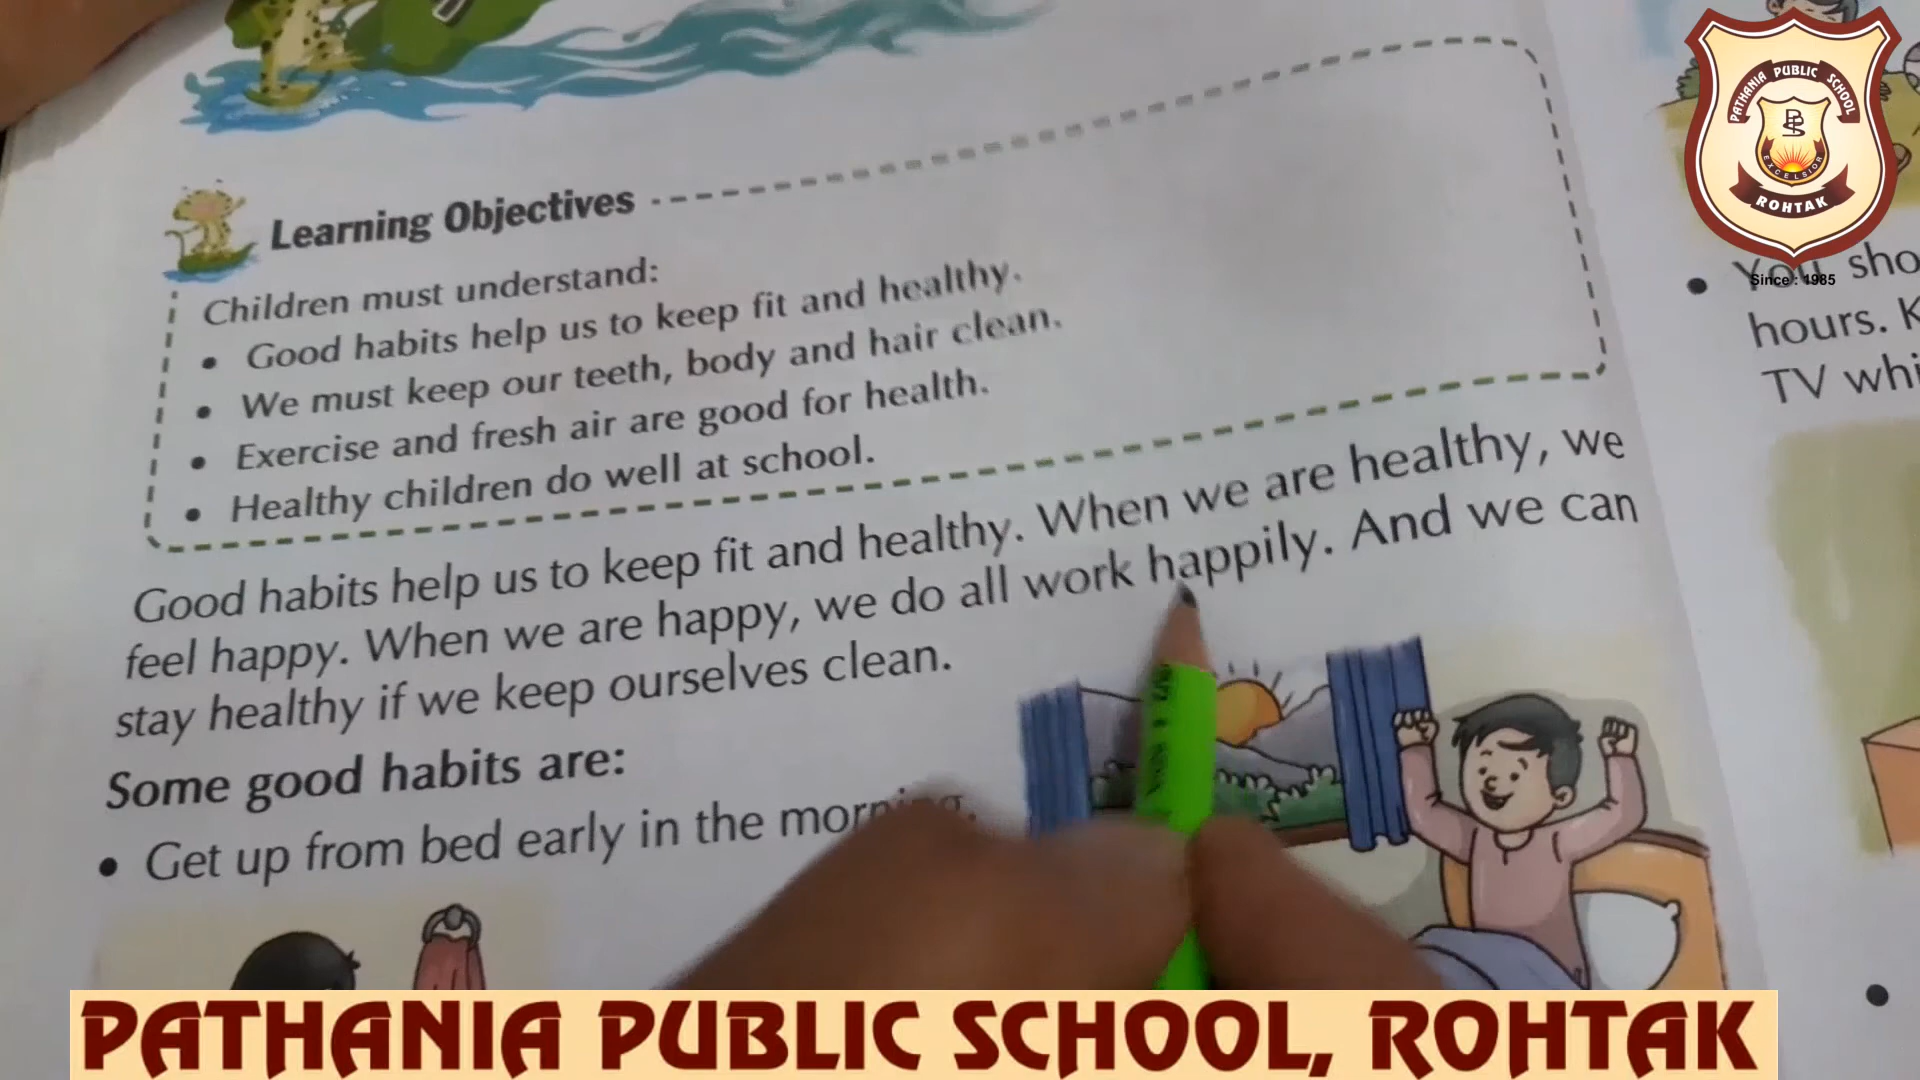 Learning Objectives
Children must understand:
• Good habits help us to keep fit and healthy.
• We must keep our teeth, body and hair clean.
• Exercise and fresh air are good for health.
• Healthy children do well at school.
Good habits help us to keep fit and healthy. When we are healthy, we
feel happy. When we are happy, we do all work happily. And we can
stay healthy if we keep ourselves clean.
Some good habits are:
• Get up from bed early in the morning.
PATHANIA PUBLIC SCHOOL
EXCELSIOR
ROHTAK
Since : 1985
• You
hours.
TV
PATHANIA PUBLIC SCHOOL, ROHTAK